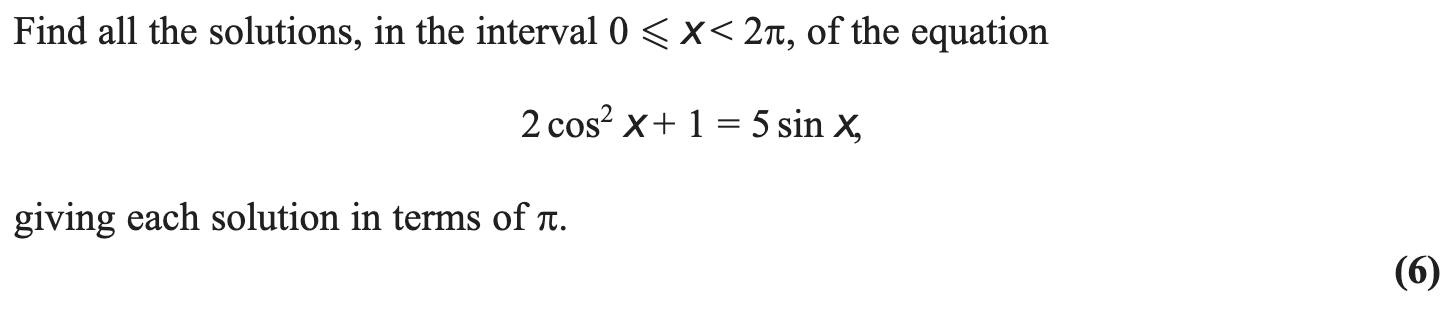 Find all the solutions, in the interval 0 ⩽ x < 2π, of the equation
2 cos² x + 1 = 5 sin x,
giving each solution in terms of π.
(6)